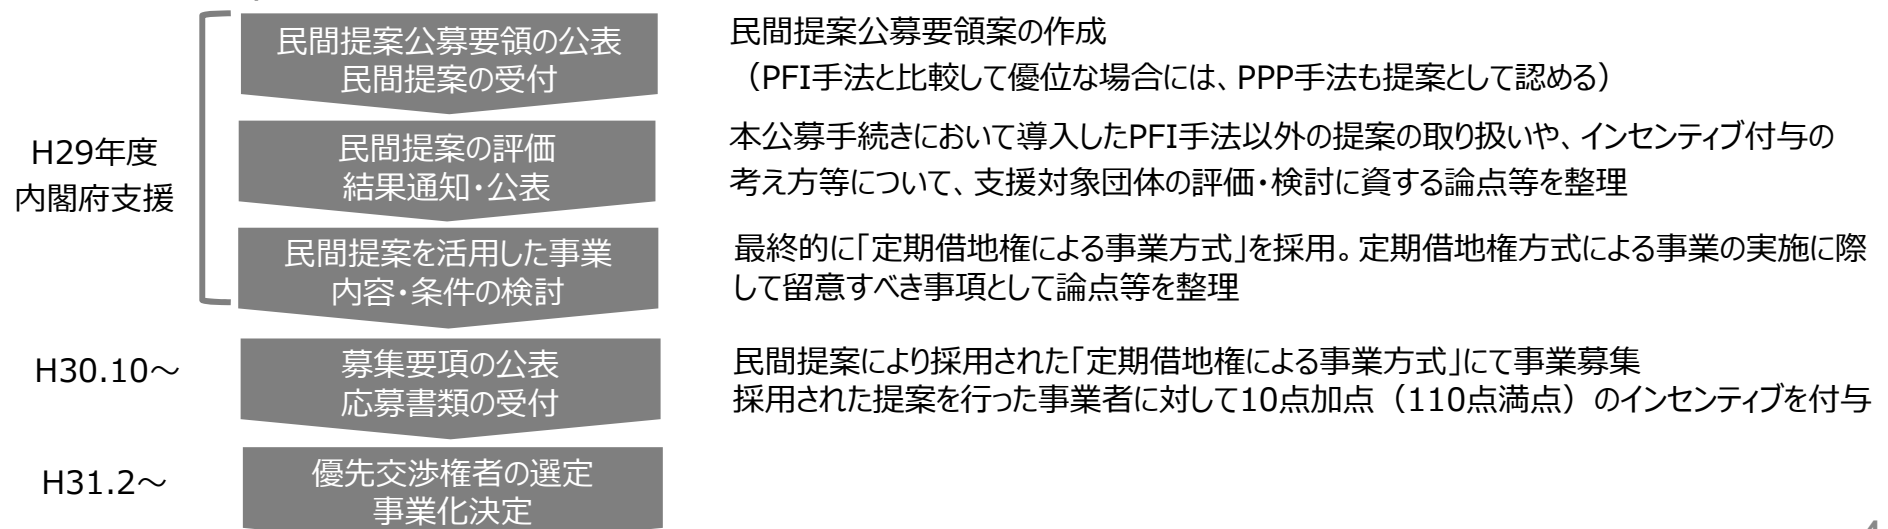 民間提案公募要領の公表
民間提案の受付
民間提案公募要領案の作成
（PFI手法と比較して優位な場合には、PPP手法も提案として認める）
H29年度
内閣府支援
民間提案の評価
結果通知・公表
本公募手続きにおいて導入したPFI手法以外の提案の取り扱いや、インセンティブ付与の
考え方等について、支援対象団体の評価・検討に資する論点等を整理
民間提案を活用した事業
内容・条件の検討
最終的に「定期借地権による事業方式」を採用。定期借地権方式による事業の実施に際
して留意すべき事項として論点等を整理
H30.10～
募集要項の公表
応募書類の受付
民間提案により採用された「定期借地権による事業方式」にて事業募集
採用された提案を行った事業者に対して10点加点（110点満点）のインセンティブを付与
H31.2～
優先交渉権者の選定
事業化決定